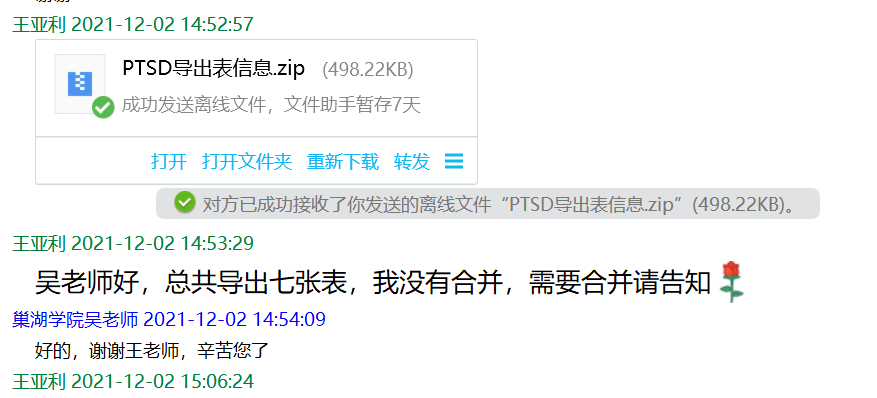 王亚利 2021-12-02 14:52:57
PTSD导出表信息.zip (498.22KB)
成功发送离线文件，文件助手暂存7天
打开 打开文件夹 重新下载 转发
对方已成功接收了你发送的离线文件“PTSD导出表信息.zip”(498.22KB)。
王亚利 2021-12-02 14:53:29
吴老师好，总共导出七张表，我没有合并，需要合并请告知
巢湖学院吴老师 2021-12-02 14:54:09
好的，谢谢王老师，辛苦您了
王亚利 2021-12-02 15:06:24